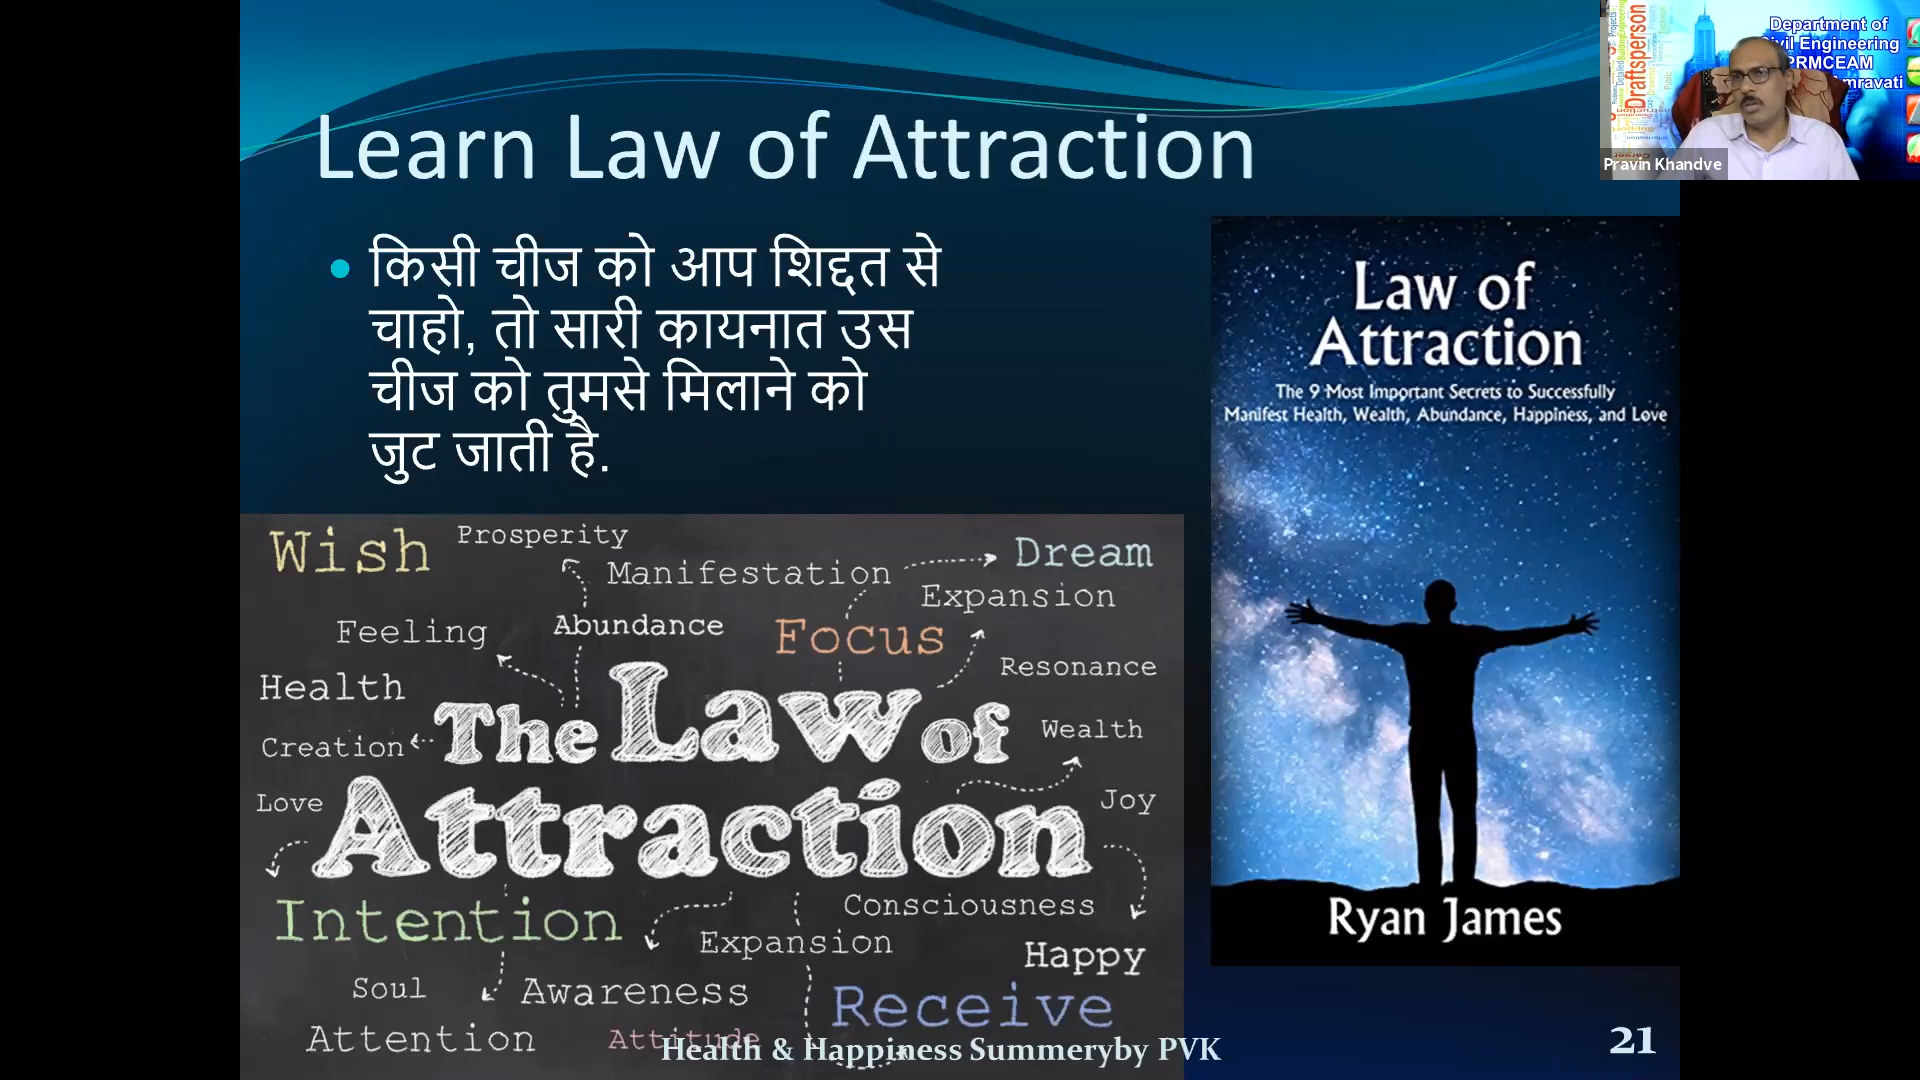 Learn Law of Attraction
किसी चीज को आप शिद्दत से
चाहो, तो सारी कायनात उस
चीज को तुमसे मिलाने को
जुट जाती है.
Wish
Prosperity
Manifestation
Dream
Expansion
Feeling
Abundance
Focus
Resonance
Health
The Law of
Wealth
Creation
Love
Attraction
Joy
Intention
Consciousness
Expansion
Happy
Soul
Awareness
Receive
Attention
Attitude
Law of
Attraction
The 9 Most Important Secrets to Successfully
Manifest Health, Wealth, Abundance, Happiness, and Love
Ryan James
Health & Happiness Summeryby PVK
21
Draftsperson
Department of
Civil Engineering
PRMCEAM
Pravin Khandve